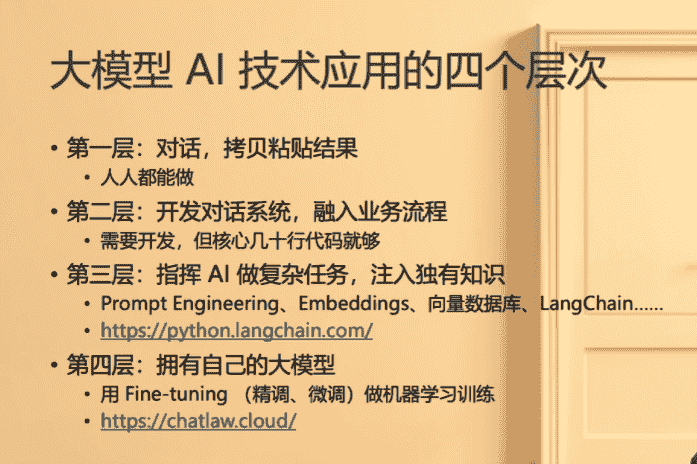 大模型 AI 技术应用的四个层次
• 第一层：对话，拷贝粘贴结果
• 人人都能做
• 第二层：开发对话系统，融入业务流程
• 需要开发，但核心几十行代码就够
• 第三层：指挥 AI 做复杂任务，注入独有知识
• Prompt Engineering、Embeddings、向量数据库、LangChain……
• https://python.langchain.com/
• 第四层：拥有自己的大模型
• 用 Fine-tuning （精调、微调）做机器学习训练
• https://chatlaw.cloud/